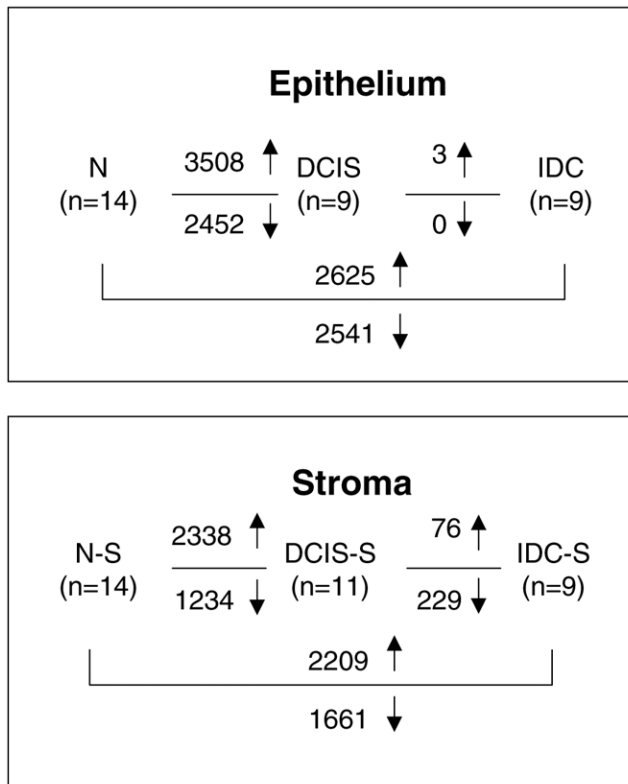 Epithelium
N 3508 DCIS 3 IDC
(n=14) 2452 (n=9) 0 (n=9)
2625
2541
Stroma
N-S 2338 DCIS-S 76 IDC-S
(n=14) 1234 (n=11) 229 (n=9)
2209
1661